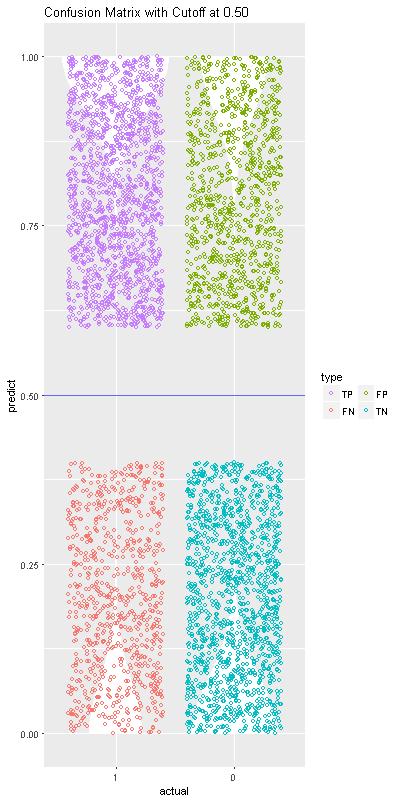 Confusion Matrix with Cutoff at 0.50
1.00
0.75
0.50
0.25
0.00
predict
1 0
actual
type
TP FP
FN TN